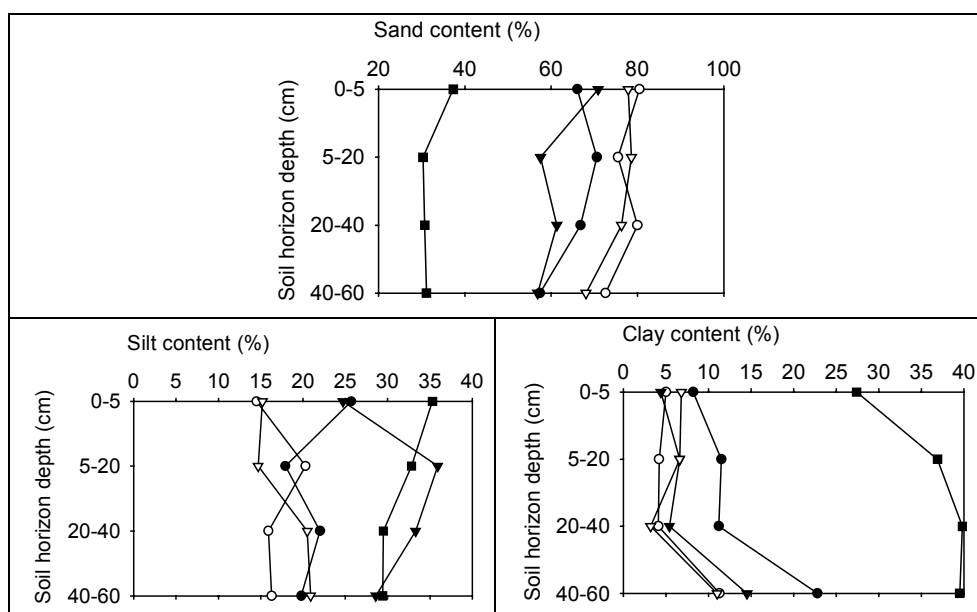 Sand content (%)
20 40 60 80 100
Soil horizon depth (cm)
0-5
5-20
20-40
40-60
Silt content (%)
0 5 10 15 20 25 30 35 40
Soil horizon depth (cm)
0-5
5-20
20-40
40-60
Clay content (%)
0 5 10 15 20 25 30 35 40
Soil horizon depth (cm)
0-5
5-20
20-40
40-60